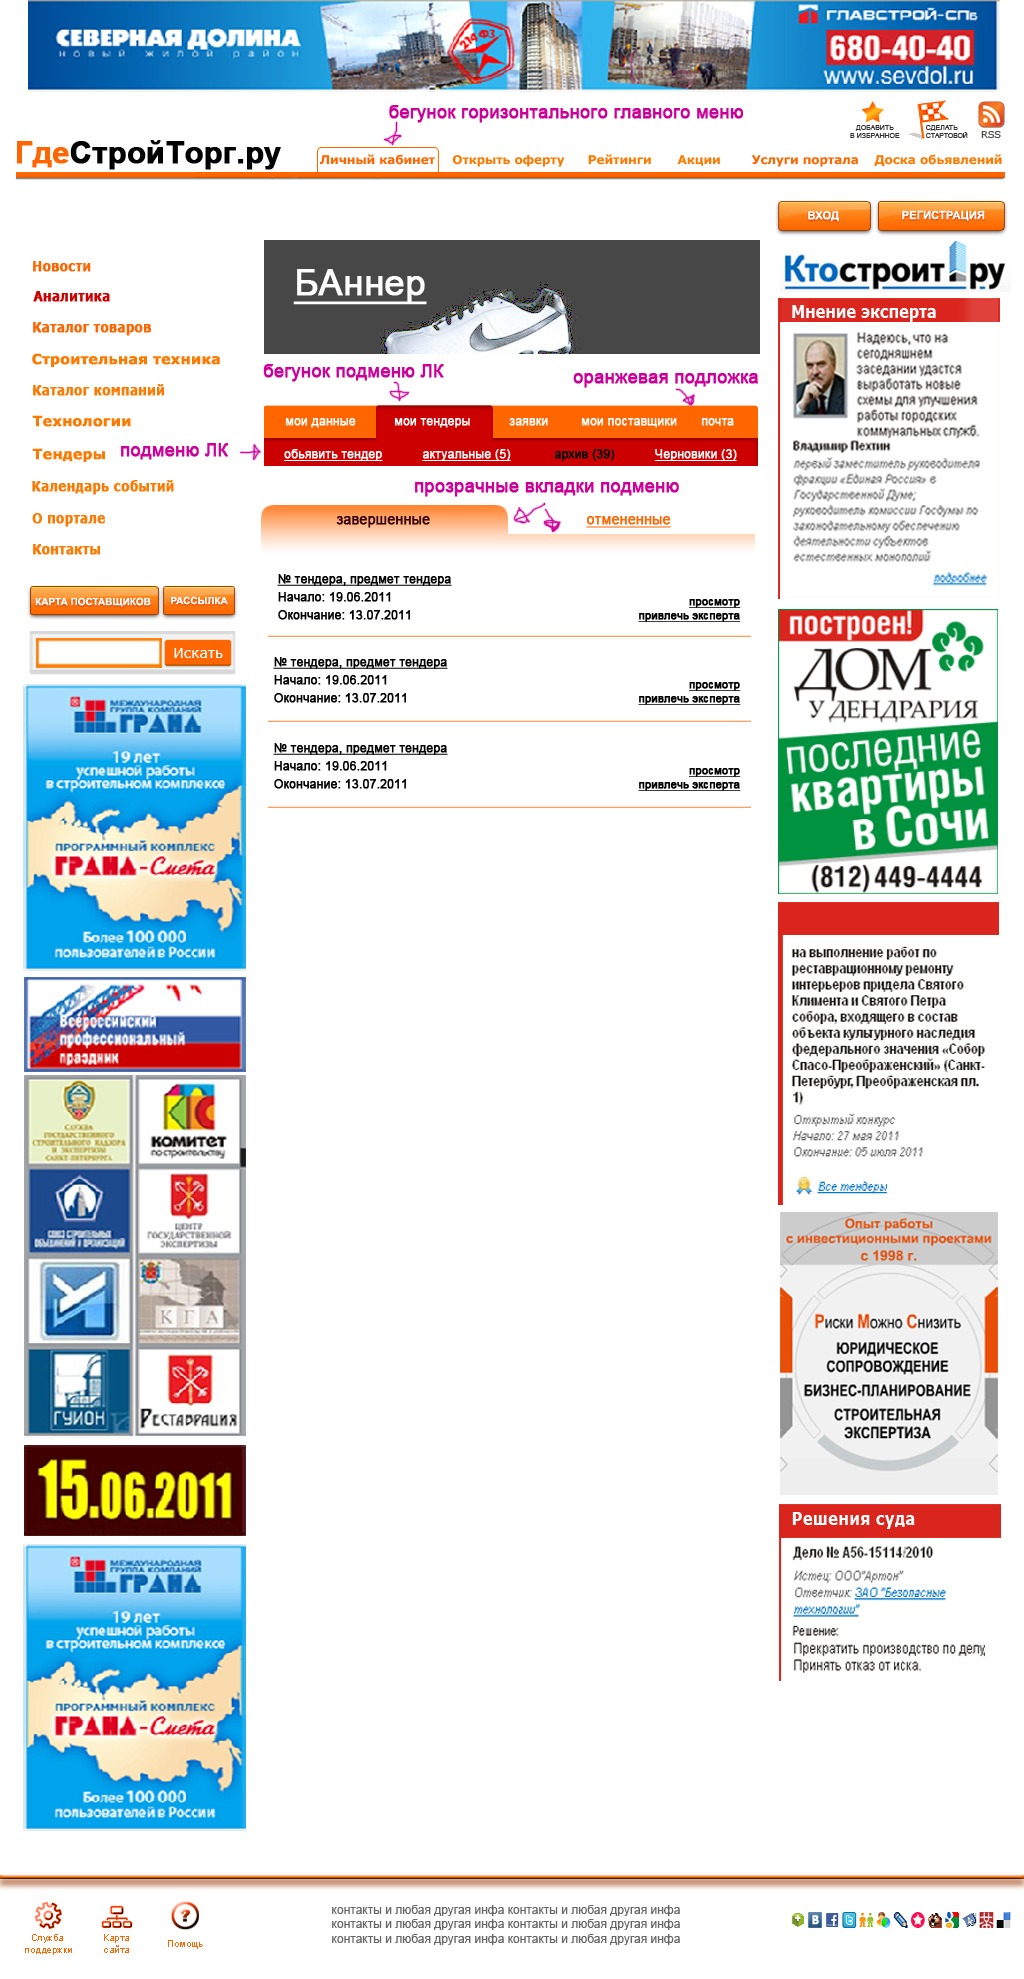 СЕВЕРНАЯ ДОЛИНА
новый жилой район
214 ФЗ
ГЛАВСТРОЙ-СПб
680-40-40
www.sevdol.ru
бегунок горизонтального главного меню
ДОБАВИТЬ
В ИЗБРАННОЕ
СДЕЛАТЬ
СТАРТОВОЙ
RSS
ГдеСтройТорг.ру
Личный кабинет
Открыть оферту
Рейтинги
Акции
Услуги портала
Доска обьявлений
ВХОД
РЕГИСТРАЦИЯ
Новости
Аналитика
Каталог товаров
Строительная техника
Каталог компаний
Технологии
Тендеры
Календарь событий
О портале
Контакты
КАРТА ПОСТАВЩИКОВ
РАССЫЛКА
Искать
БАннер
бегунок подменю ЛК
оранжевая подложка
мои данные
мои тендеры
заявки
мои поставщики
почта
подменю ЛК
обьявить тендер
актуальные (5)
архив (39)
Черновики (3)
прозрачные вкладки подменю
завершенные
отмененные
№ тендера, предмет тендера
Начало: 19.06.2011
Окончание: 13.07.2011
просмотр
привлечь эксперта
№ тендера, предмет тендера
Начало: 19.06.2011
Окончание: 13.07.2011
просмотр
привлечь эксперта
№ тендера, предмет тендера
Начало: 19.06.2011
Окончание: 13.07.2011
просмотр
привлечь эксперта
Ктостроит.ру
Мнение эксперта
Надеюсь, что на
сегодняшнем
заседании удастся
выработать новые
схемы для улучшения
работы городских
коммунальных служб.
Владимир Пехтин
первый заместитель руководителя
фракции «Единая Россия» в
Государственной Думе;
руководитель комиссии Госдумы по
законодательному обеспечению
деятельности субъектов
естественных монополий
подробнее
построен!
ДОМ
У ДЕНДРАРИЯ
последние
квартиры
в Сочи
(812) 449-4444
на выполнение работ по
реставрационному ремонту
интерьеров придела Святого
Климента и Святого Петра
собора, входящего в состав
объекта культурного наследия
федерального значения «Собор
Спасо-Преображенский» (Санкт-
Петербург, Преображенская пл.
1)
Открытый конкурс
Начало: 27 мая 2011
Окончание: 05 июля 2011
Все тендеры
Опыт работы
с инвестиционными проектами
с 1998 г.
Риски Можно Снизить
ЮРИДИЧЕСКОЕ
СОПРОВОЖДЕНИЕ
БИЗНЕС-ПЛАНИРОВАНИЕ
СТРОИТЕЛЬНАЯ
ЭКСПЕРТИЗА
Решения суда
Дело № А56-15114/2010
Истец: ООО"Артон"
Ответчик: ЗАО "Безопасные
технологии"
Решение:
Прекратить производство по делу,
Принять отказ от иска.
МЕЖДУНАРОДНАЯ
ГРУППА КОМПАНИЙ
ГРАНД
19 лет
успешной работы
в строительном комплексе
ПРОГРАММНЫЙ КОМПЛЕКС
ГРАНД-Смета
Более 100 000
пользователей в России
Всероссийский
профессиональный
праздник
СЛУЖБА
ГОСУДАРСТВЕННОГО
СТРОИТЕЛЬНОГО НАДЗОРА
И ЭКСПЕРТИЗЫ
САНКТ-ПЕТЕРБУРГА
КОМИТЕТ
по строительству
СОЮЗ СТРОИТЕЛЬНЫХ
ОБЪЕДИНЕНИЙ И ОРГАНИЗАЦИЙ
ЦЕНТР
ГОСУДАРСТВЕННОЙ
ЭКСПЕРТИЗЫ
КГА
ГУИОН
РЕСТАВРАЦИЯ
15.06.2011
МЕЖДУНАРОДНАЯ
ГРУППА КОМПАНИЙ
ГРАНД
19 лет
успешной работы
в строительном комплексе
ПРОГРАММНЫЙ КОМПЛЕКС
ГРАНД-Смета
Более 100 000
пользователей в России
Служба
поддержки
Карта
сайта
Помощь
контакты и любая другая инфа контакты и любая другая инфа
контакты и любая другая инфа контакты и любая другая инфа
контакты и любая другая инфа контакты и любая другая инфа